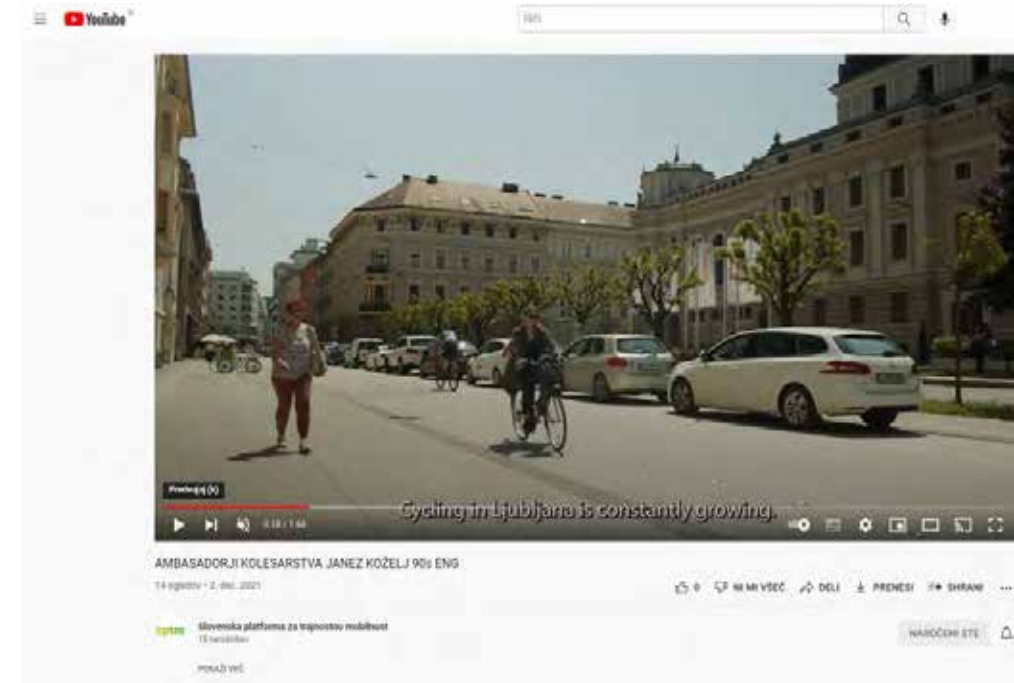 YouTube
Išči
Predvajaj (k)
Cycling in Ljubljana is constantly growing.
AMBASADORJI KOLESARSTVA JANEZ KOŽELJ 90s ENG
14 ogledov • 2. dec. 2021
0 NI MI VŠEČ DELI PRENESI SHRANI ...
Slovenska platforma za trajnostno mobilnost
NAROČENI STE
POKAŽI VEČ